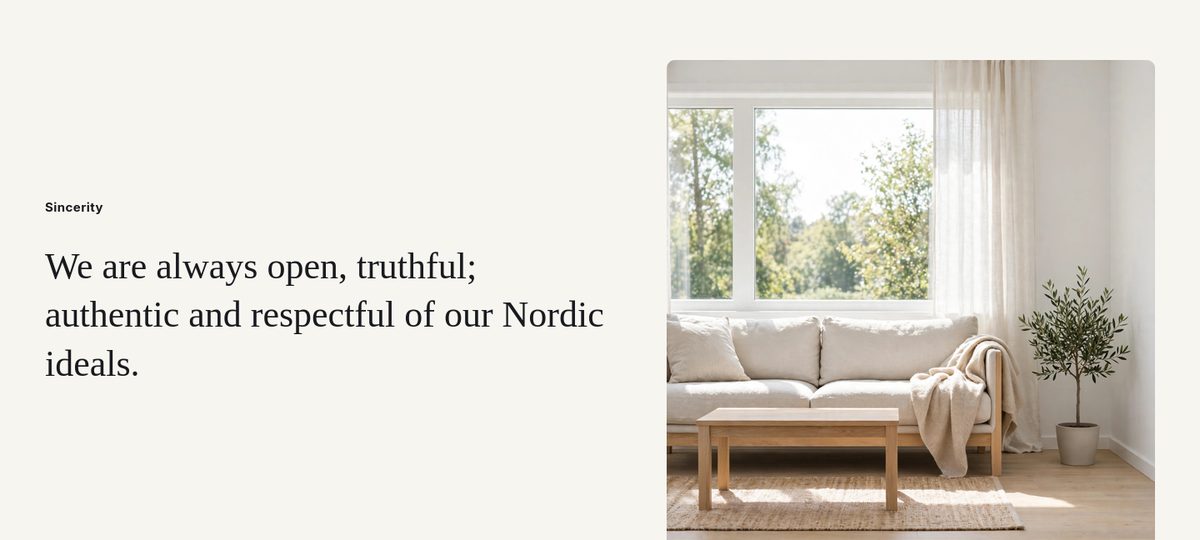 Sincerity
We are always open, truthful;
authentic and respectful of our Nordic
ideals.